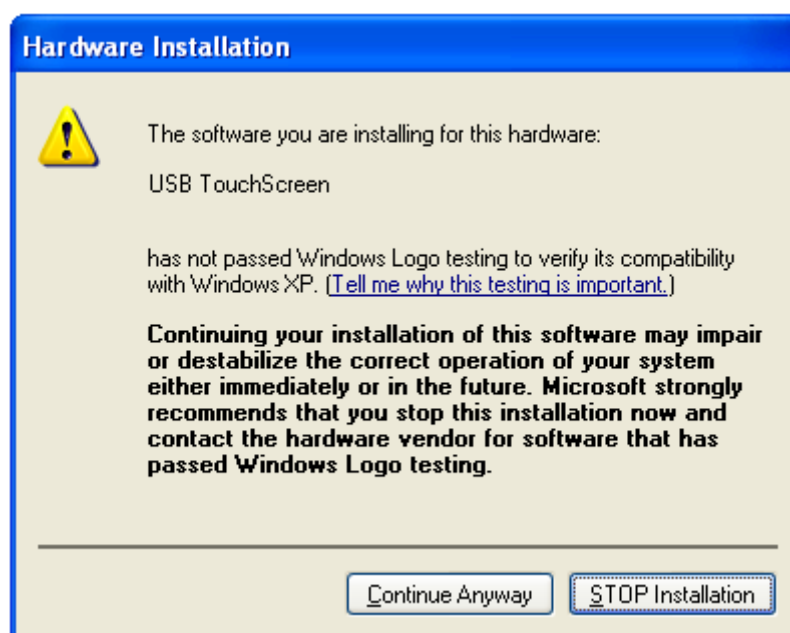 Hardware Installation
The software you are installing for this hardware:
USB TouchScreen
has not passed Windows Logo testing to verify its compatibility
with Windows XP. (Tell me why this testing is important.)
Continuing your installation of this software may impair
or destabilize the correct operation of your system
either immediately or in the future. Microsoft strongly
recommends that you stop this installation now and
contact the hardware vendor for software that has
passed Windows Logo testing.
Continue Anyway
STOP Installation